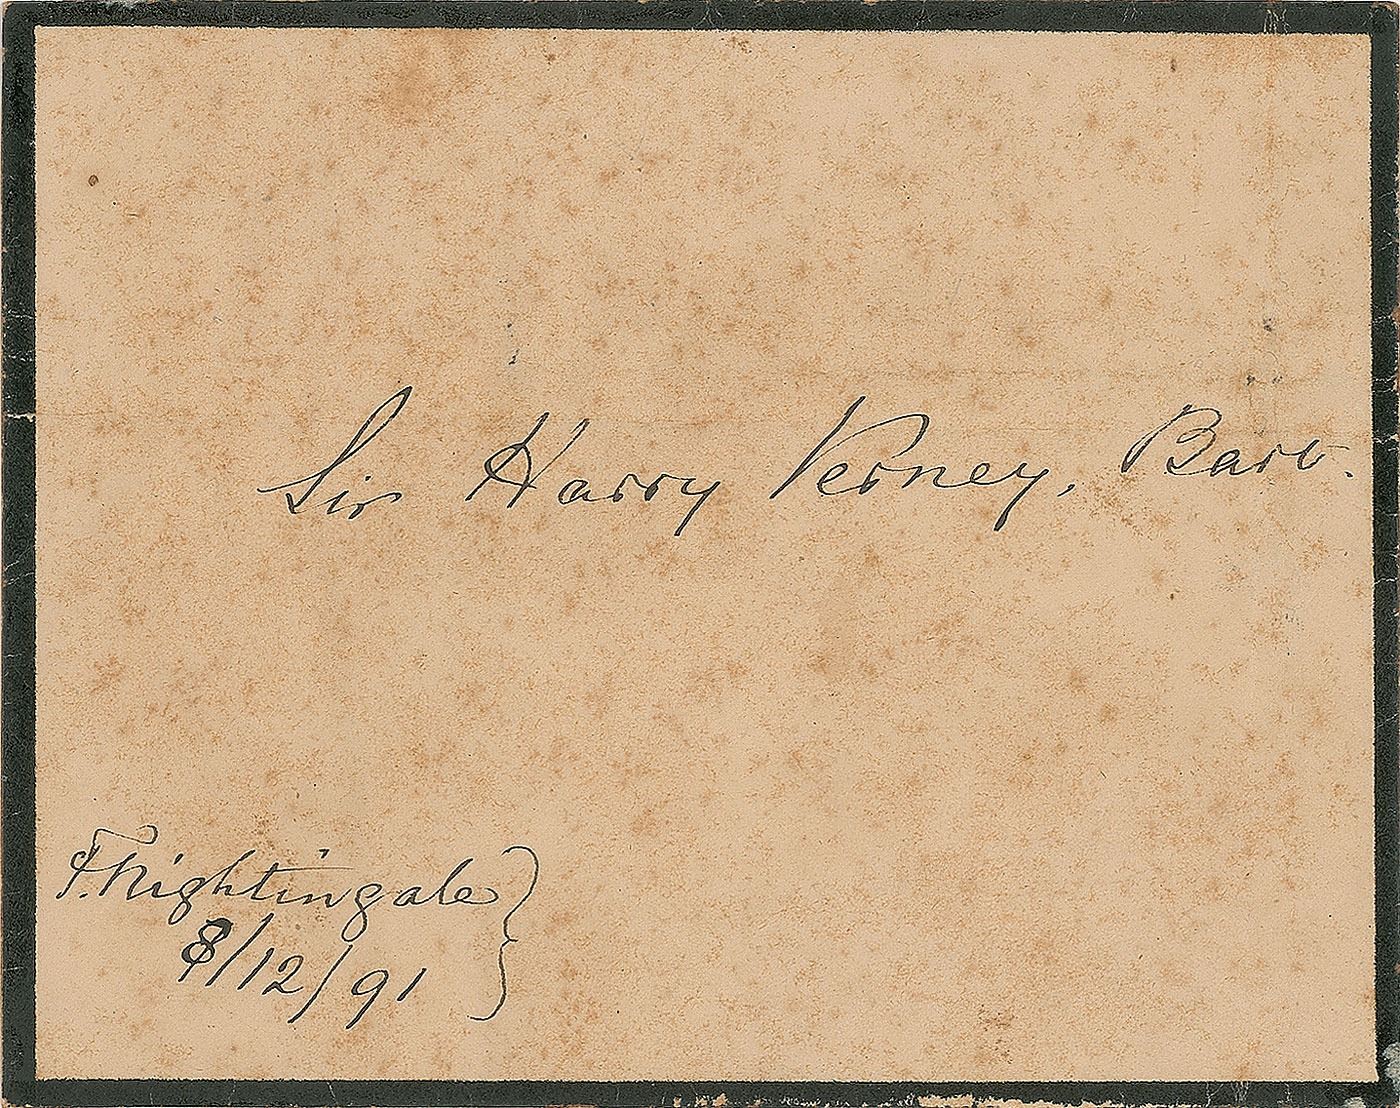 Sir Harry Verney, Bart.
F. Nightingale
8/12/91